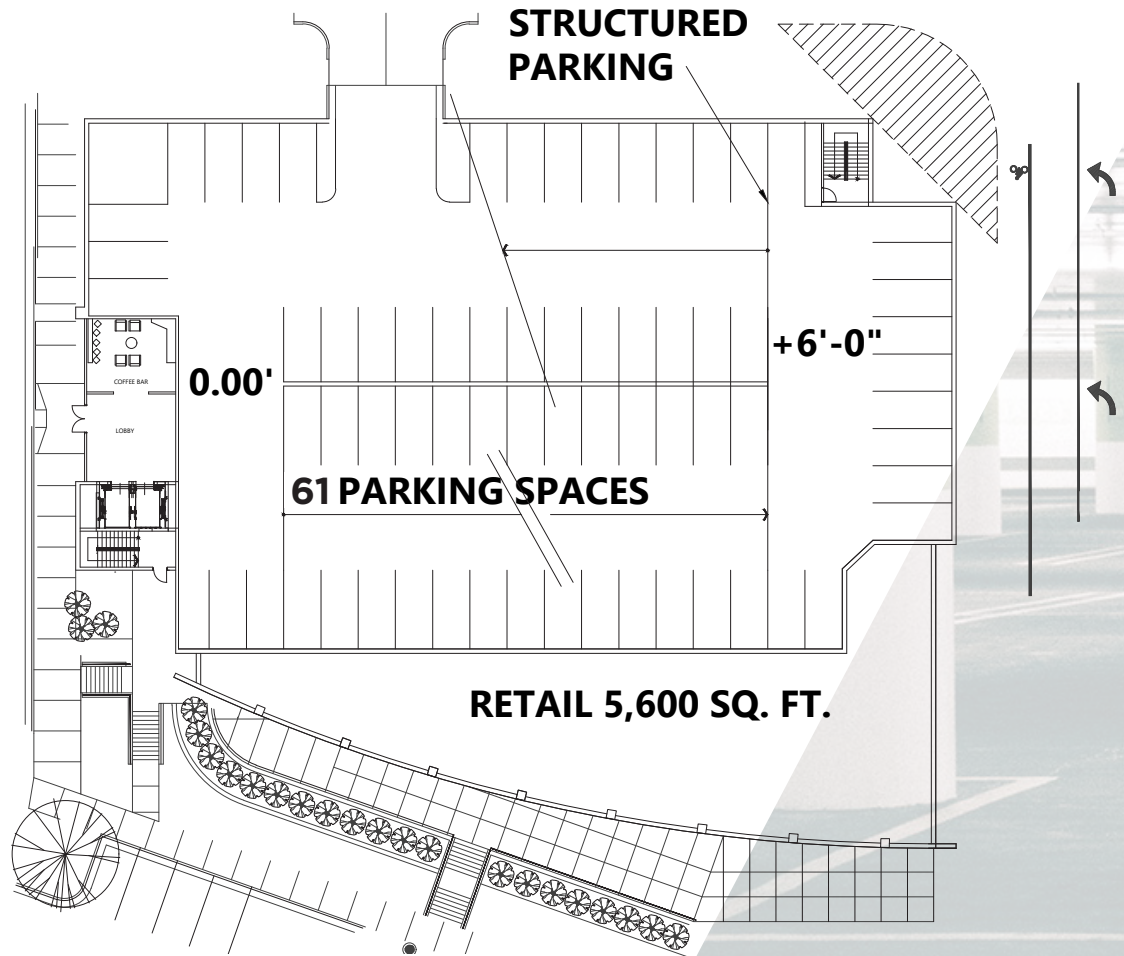 STRUCTURED
PARKING
+6'-0"
0.00'
COFFEE BAR
LOBBY
61 PARKING SPACES
RETAIL 5,600 SQ. FT.